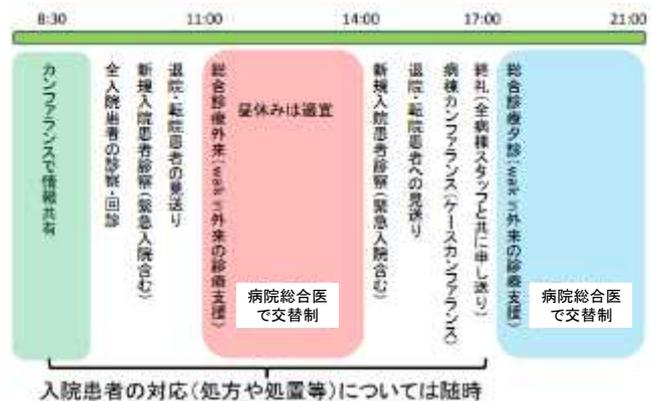 8:30
11:00
14:00
17:00
21:00
カンファランスで情報共有
全入院患者の診察・回診
新規入院患者診察(緊急入院含む)
退院・転院患者の見送り
総合診療外来(walk in外来の診療支援)
昼休みは適宜
病院総合医
で交替制
新規入院患者診察(緊急入院含む)
退院・転院患者への見送り
病棟カンファランス(ケースカンファランス)
終礼(全病棟スタッフと共に申し送り)
総合診療夕診(walk in外来の診療支援)
病院総合医
で交替制
入院患者の対応(処方や処置等)については随時